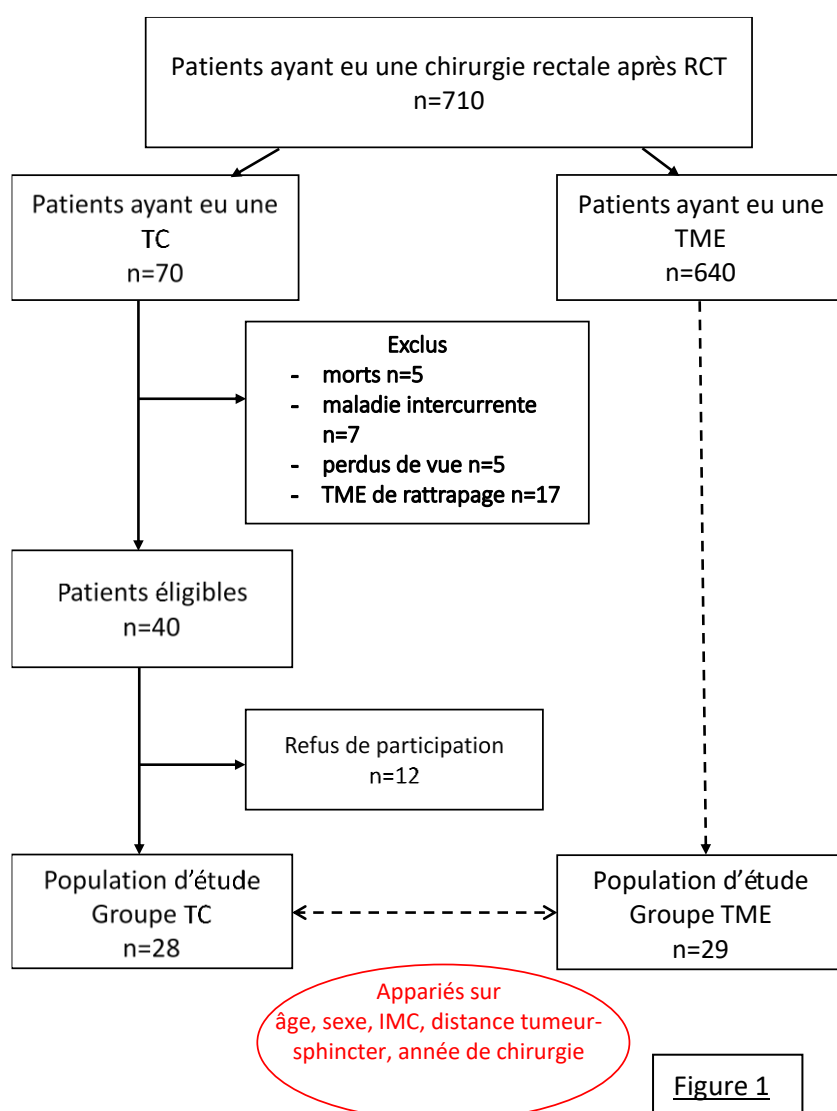 Patients ayant eu une chirurgie rectale après RCT
n=710
Patients ayant eu une
TC
n=70
Patients ayant eu une
TME
n=640
Exclus
- morts n=5
- maladie intercurrente
n=7
- perdus de vue n=5
- TME de rattrapage n=17
Patients éligibles
n=40
Refus de participation
n=12
Population d'étude
Groupe TC
n=28
Population d'étude
Groupe TME
n=29
Appariés sur
âge, sexe, IMC, distance tumeur-
sphincter, année de chirurgie
Figure 1